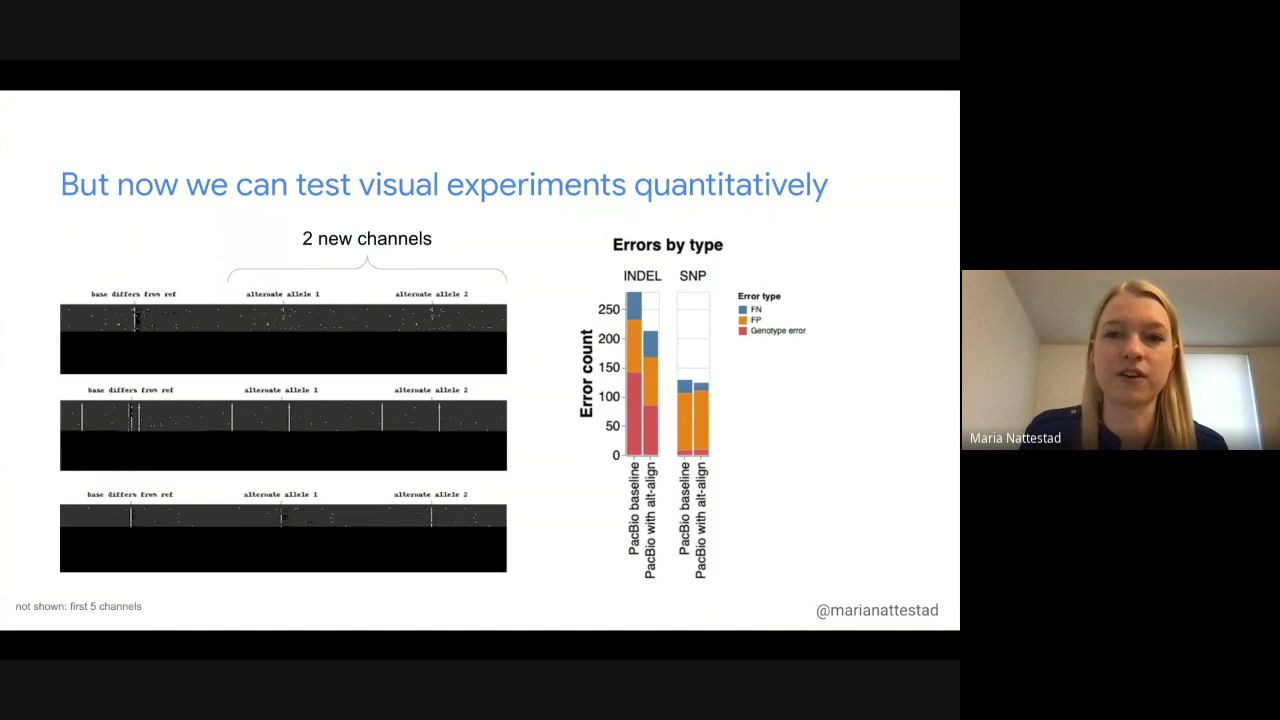 But now we can test visual experiments quantitatively
2 new channels
base differs from ref alternate allele 1 alternate allele 2
base differs from ref alternate allele 1 alternate allele 2
base differs from ref alternate allele 1 alternate allele 2
not shown: first 5 channels
Errors by type
INDEL SNP
Error count
250
200
150
100
50
0
PacBio baseline
PacBio with alt-align
PacBio baseline
PacBio with alt-align
Error type
FN
FP
Genotype error
@marianattestad
Maria Nattestad